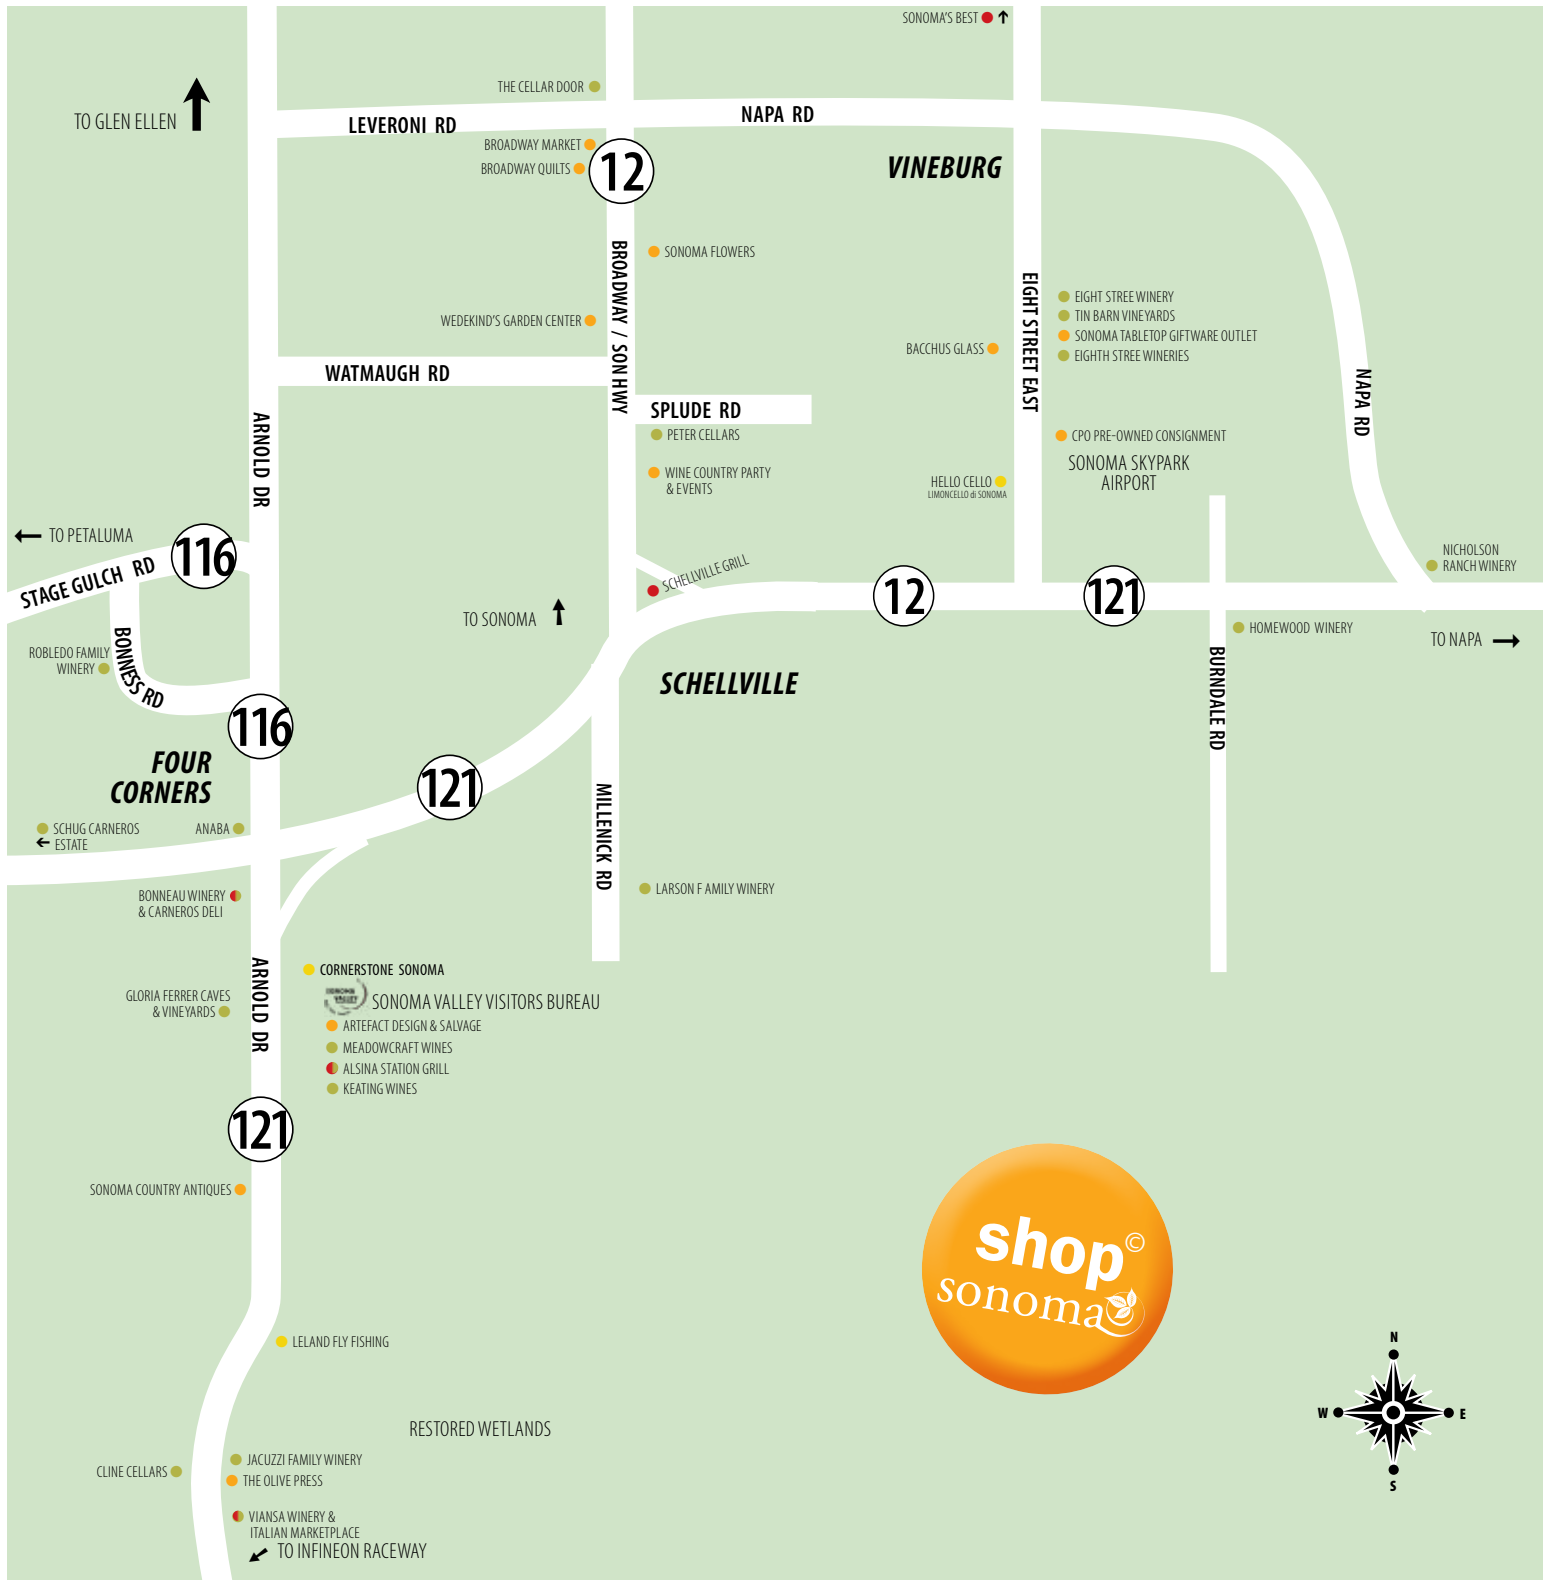 SONOMA'S BEST
THE CELLAR DOOR
TO GLEN ELLEN
LEVERONI RD
NAPA RD
BROADWAY MARKET
BROADWAY QUILTS
12
VINEBURG
SONOMA FLOWERS
BROADWAY / SON HWY
EIGHT STREET EAST
EIGHT STREE WINERY
TIN BARN VINEYARDS
SONOMA TABLETOP GIFTWARE OUTLET
EIGHTH STREE WINERIES
WEDEKIND'S GARDEN CENTER
BACCHUS GLASS
WATMAUGH RD
SPLUDE RD
NAPA RD
ARNOLD DR
PETER CELLARS
CPO PRE-OWNED CONSIGNMENT
SONOMA SKYPARK
AIRPORT
WINE COUNTRY PARTY
& EVENTS
HELLO CELLO
LIMONCELLO di SONOMA
TO PETALUMA
116
STAGE GULCH RD
SCHELLVILLE GRILL
NICHOLSON
RANCH WINERY
12
121
TO SONOMA
HOMEWOOD WINERY
TO NAPA
BONNESS RD
ROBLEDO FAMILY
WINERY
SCHELLVILLE
BURNDALE RD
116
FOUR
CORNERS
121
MILLENICK RD
SCHUG CARNEROS
ESTATE
ANABA
BONNEAU WINERY
& CARNEROS DELI
LARSON F AMILY WINERY
ARNOLD DR
CORNERSTONE SONOMA
SONOMA
VALLEY
SONOMA VALLEY VISITORS BUREAU
GLORIA FERRER CAVES
& VINEYARDS
ARTEFACT DESIGN & SALVAGE
MEADOWCRAFT WINES
ALSINA STATION GRILL
KEATING WINES
121
SONOMA COUNTRY ANTIQUES
shop©
sonoma
LELAND FLY FISHING
N
W
E
S
RESTORED WETLANDS
JACUZZI FAMILY WINERY
CLINE CELLARS
THE OLIVE PRESS
VIANSA WINERY &
ITALIAN MARKETPLACE
TO INFINEON RACEWAY